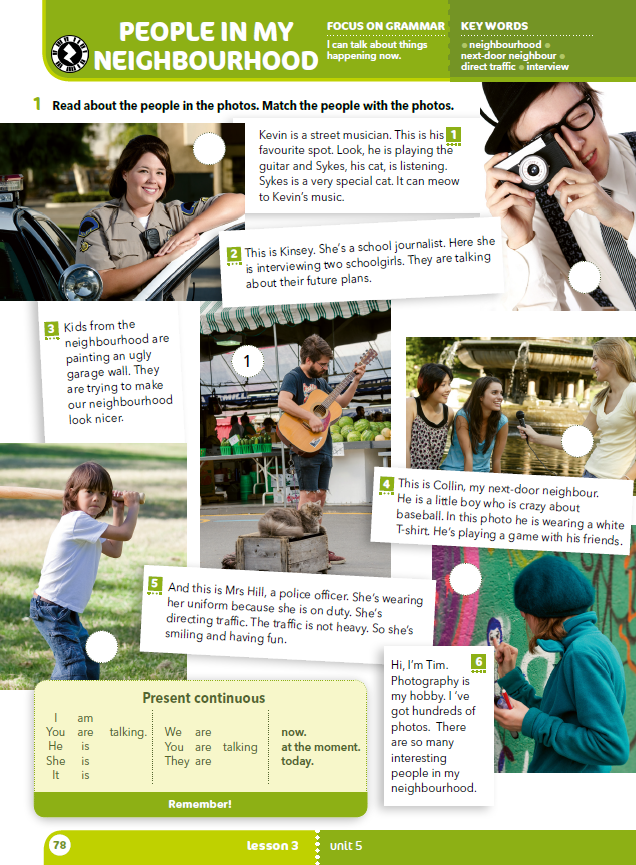 PEOPLE IN MY
NEIGHBOURHOOD
FOCUS ON GRAMMAR
I can talk about things
happening now.
KEY WORDS
neighbourhood
next-door neighbour
direct traffic • interview
1 Read about the people in the photos. Match the people with the photos.
Kevin is a street musician. This is his 1
favourite spot. Look, he is playing the
guitar and Sykes, his cat, is listening.
Sykes is a very special cat. It can meow
to Kevin's music.
2 This is Kinsey. She's a school journalist. Here she
is interviewing two schoolgirls. They are talking
about their future plans.
3 Kids from the
neighbourhood are
painting an ugly
garage wall. They
are trying to make
our neighbourhood
look nicer.
1
4 This is Collin, my next-door neighbour.
He is a little boy who is crazy about
baseball. In this photo he is wearing a white
T-shirt. He's playing a game with his friends.
5 And this is Mrs Hill, a police officer. She's wearing
her uniform because she is on duty. She's
directing traffic. The traffic is not heavy. So she's
smiling and having fun.
Hi, I'm Tim. 6
Photography is
my hobby. I 've
got hundreds of
photos. There
are so many
interesting
people in my
neighbourhood.
Present continuous
I am
You are talking.
He is
She is
It is
We are
You are talking
They are
now.
at the moment.
today.
Remember!
78 lesson 3 unit 5